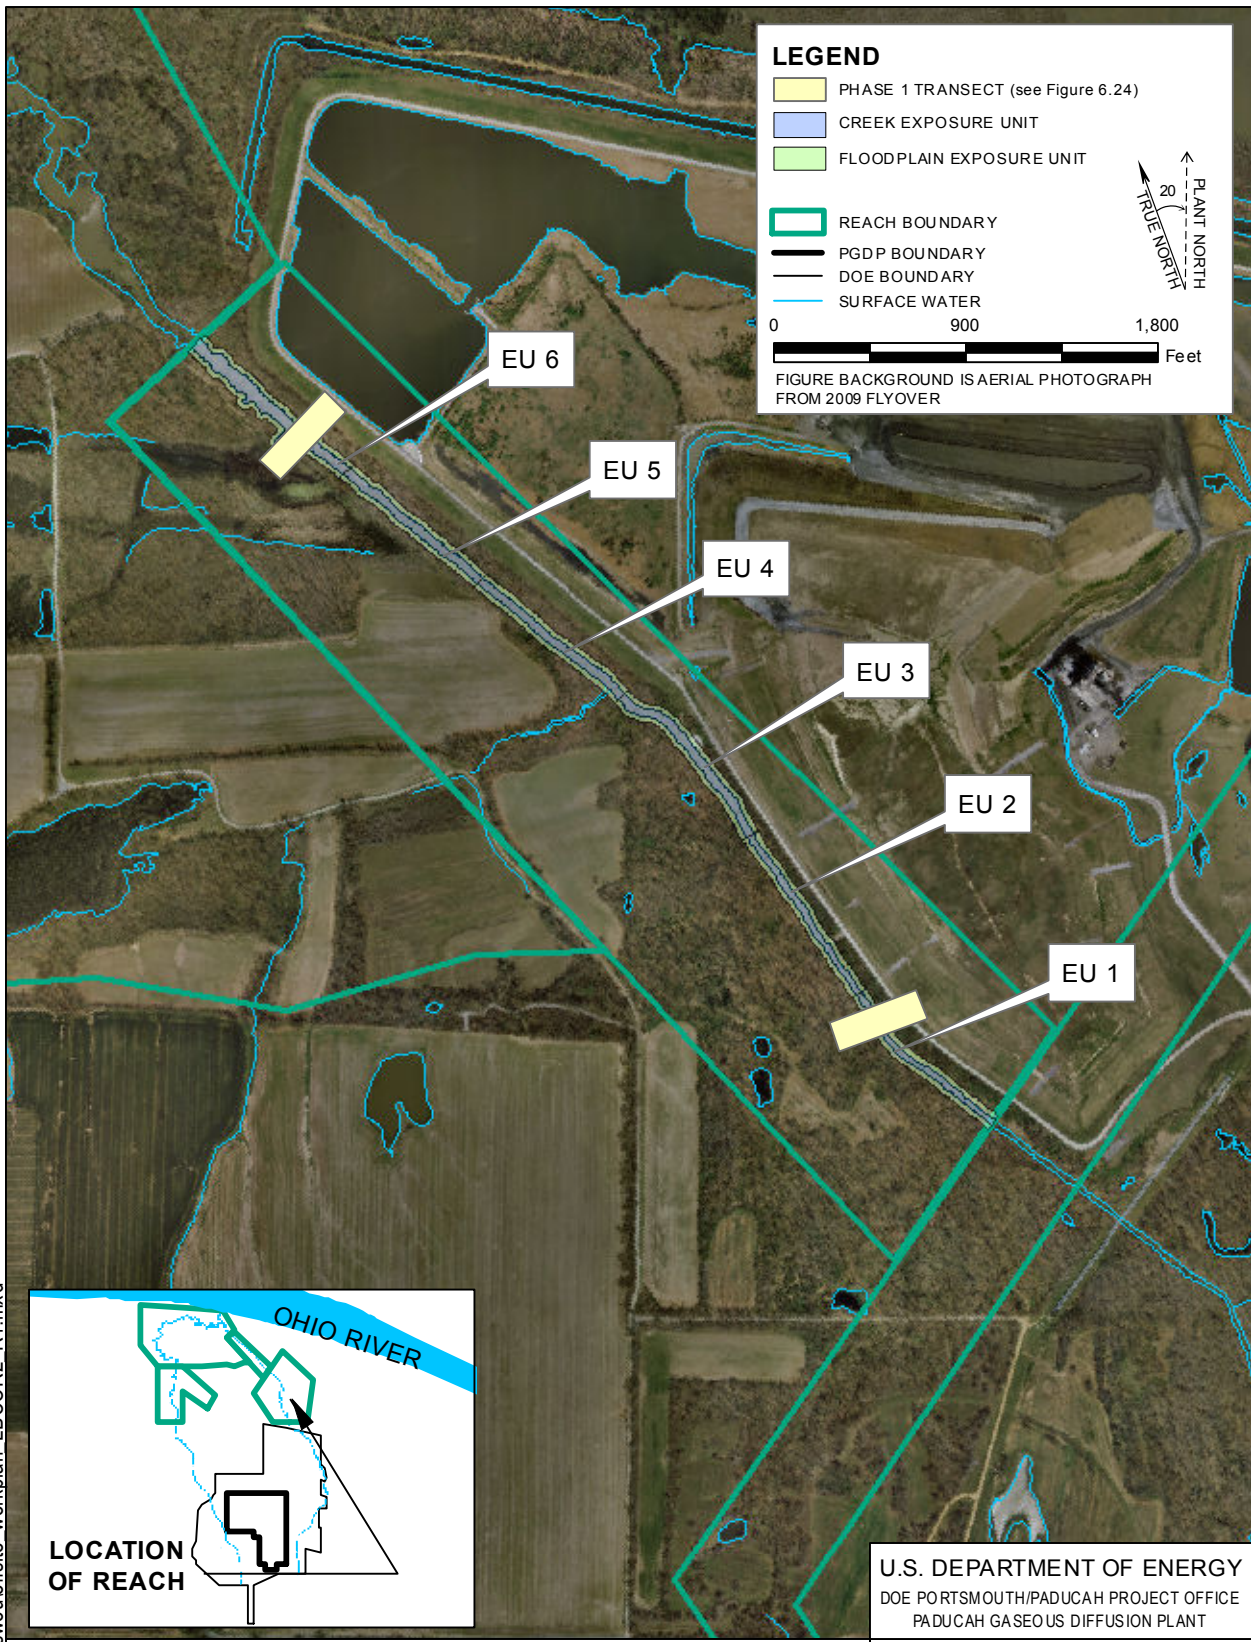 LEGEND
PHASE 1 TRANSECT (see Figure 6.24)
CREEK EXPOSURE UNIT
FLOODPLAIN EXPOSURE UNIT
REACH BOUNDARY
PGDP BOUNDARY
DOE BOUNDARY
SURFACE WATER
20
TRUE NORTH
PLANT NORTH
0 900 1,800
Feet
FIGURE BACKGROUND IS AERIAL PHOTOGRAPH
FROM 2009 FLYOVER
EU 6
EU 5
EU 4
EU 3
EU 2
EU 1
OHIO RIVER
LOCATION
OF REACH
U.S. DEPARTMENT OF ENERGY
DOE PORTSMOUTH/PADUCAH PROJECT OFFICE
PADUCAH GASEOUS DIFFUSION PLANT